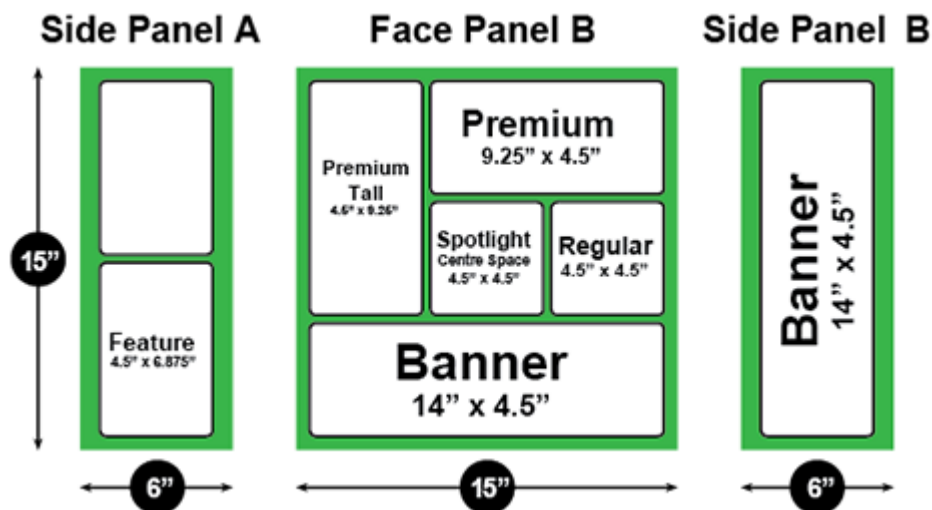 Side Panel A
Face Panel B
Side Panel B
15”
Feature
4.5” x 6.875”
6”
Premium
Tall
4.5” x 9.25”
Premium
9.25” x 4.5”
Spotlight
Centre Space
4.5” x 4.5”
Regular
4.5” x 4.5”
Banner
14” x 4.5”
15”
Banner
14” x 4.5”
6”